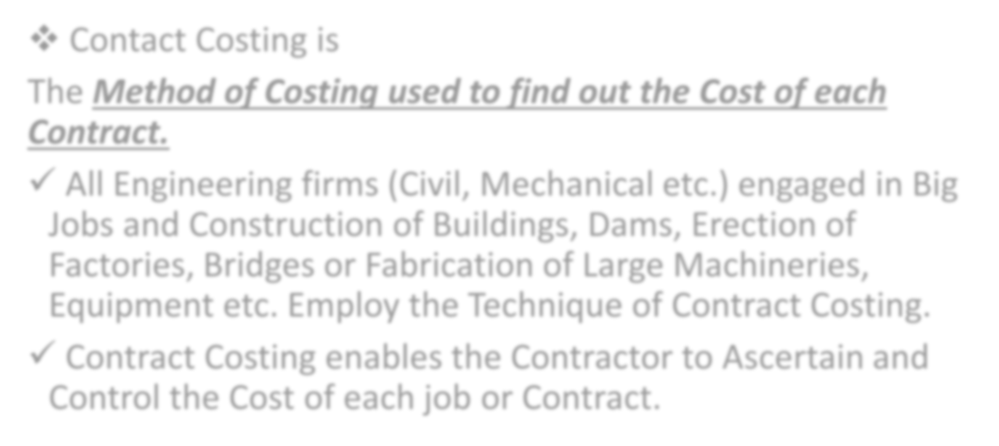 ❖ Contact Costing is
The Method of Costing used to find out the Cost of each
Contract.
✓ All Engineering firms (Civil, Mechanical etc.) engaged in Big
Jobs and Construction of Buildings, Dams, Erection of
Factories, Bridges or Fabrication of Large Machineries,
Equipment etc. Employ the Technique of Contract Costing.
✓ Contract Costing enables the Contractor to Ascertain and
Control the Cost of each job or Contract.